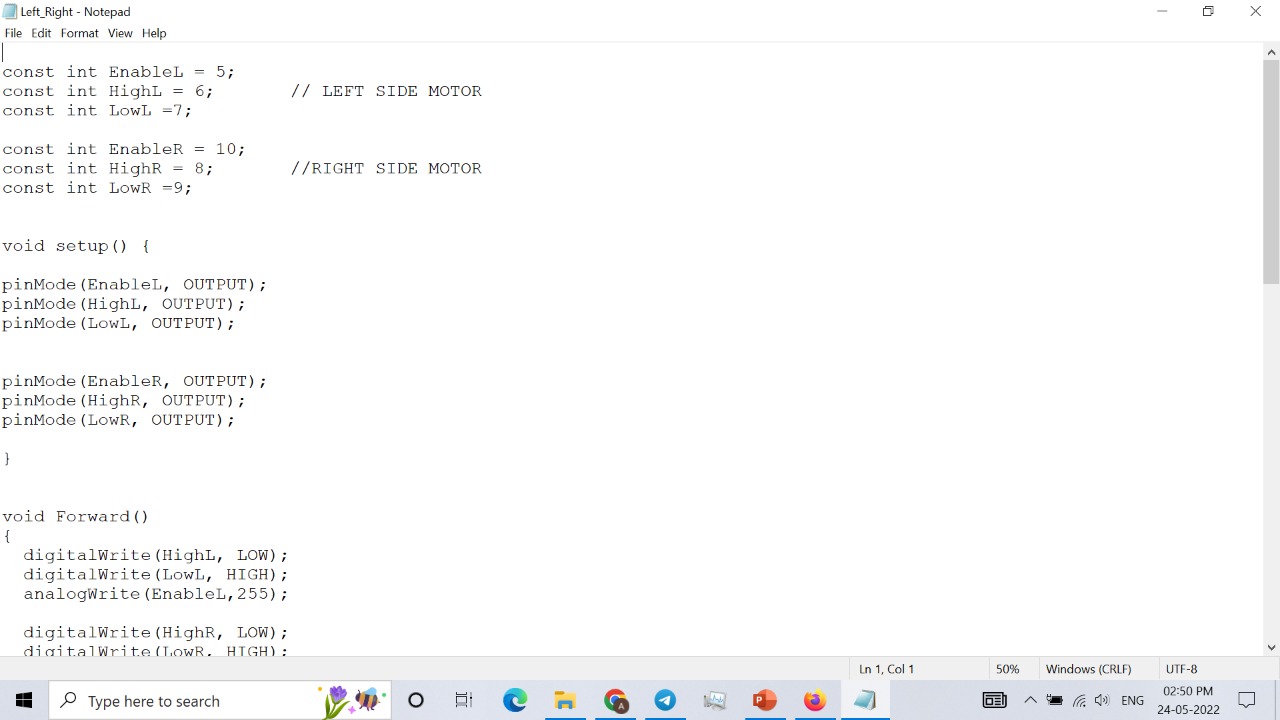 Left_Right - Notepad
File Edit Format View Help
const int EnableL = 5;
const int HighL = 6; // LEFT SIDE MOTOR
const int LowL =7;
const int EnableR = 10;
const int HighR = 8; //RIGHT SIDE MOTOR
const int LowR =9;
void setup() {
pinMode(EnableL, OUTPUT);
pinMode(HighL, OUTPUT);
pinMode(LowL, OUTPUT);
pinMode(EnableR, OUTPUT);
pinMode(HighR, OUTPUT);
pinMode(LowR, OUTPUT);
}
void Forward()
{
digitalWrite(HighL, LOW);
digitalWrite(LowL, HIGH);
analogWrite(EnableL,255);
digitalWrite(HighR, LOW);
digitalWrite(LowR, HIGH);
Ln 1, Col 1 50% Windows (CRLF) UTF-8
Type here to search
ENG
02:50 PM
24-05-2022